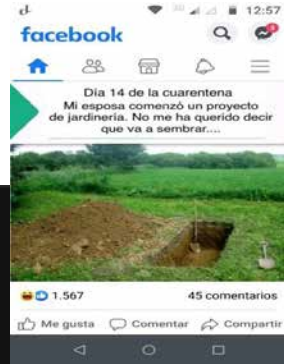 12:57
facebook
Día 14 de la cuarentena
Mi esposa comenzó un proyecto
de jardinería. No me ha querido decir
que va a sembrar....
1.567 45 comentarios
Me gusta Comentar Compartir